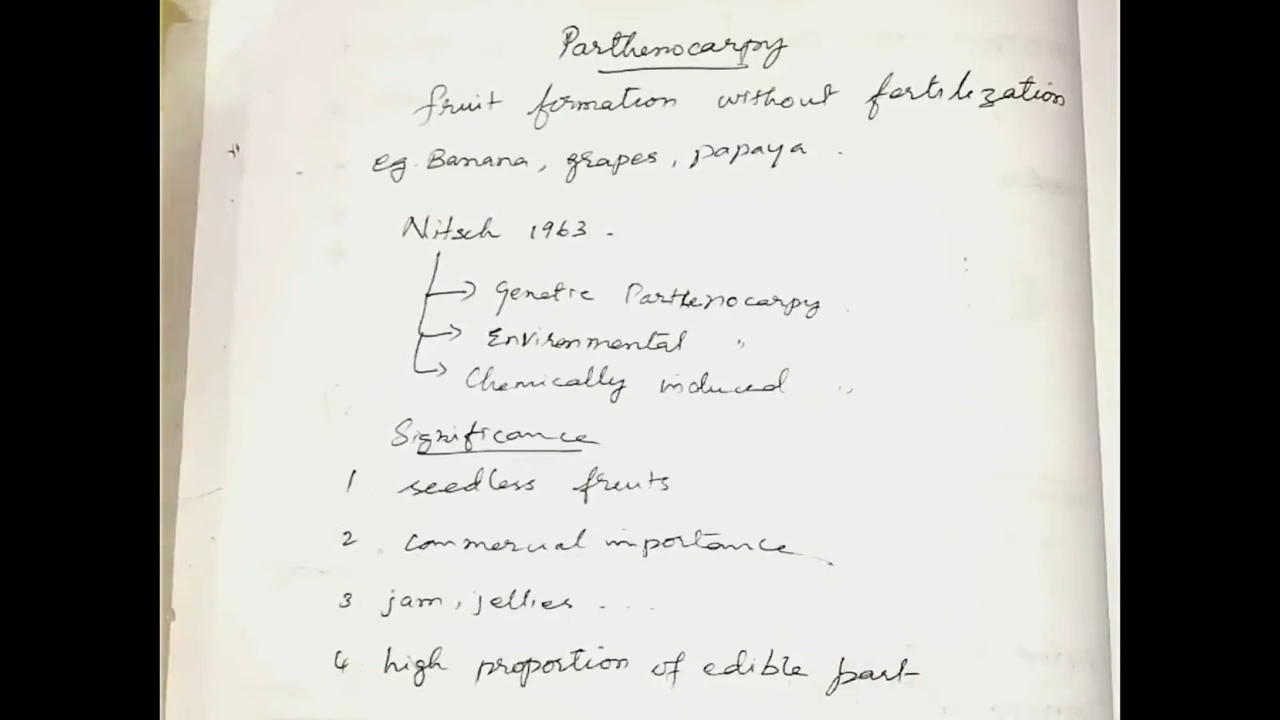 Parthenocarpy
fruit formation without fertilization
eg. Banana, grapes, papaya .
Nitsch 1963 .
→ Genetic Parthenocarpy
→ Environmental "
→ Chemically induced "
Significance
1 seedless fruits
2 commercial importance
3 jam, jellies ....
4 high proportion of edible part